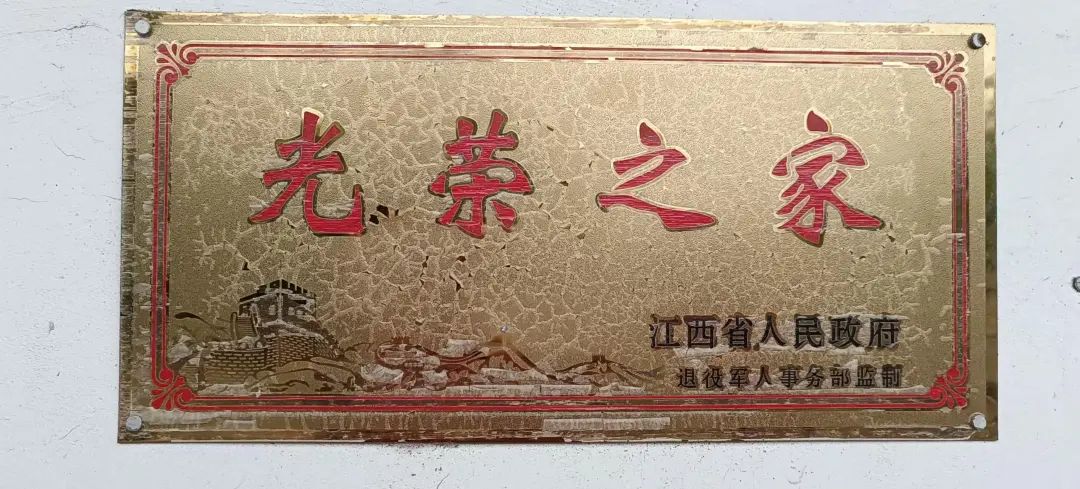 光荣之家
江西省人民政府
退役军人事务部监制